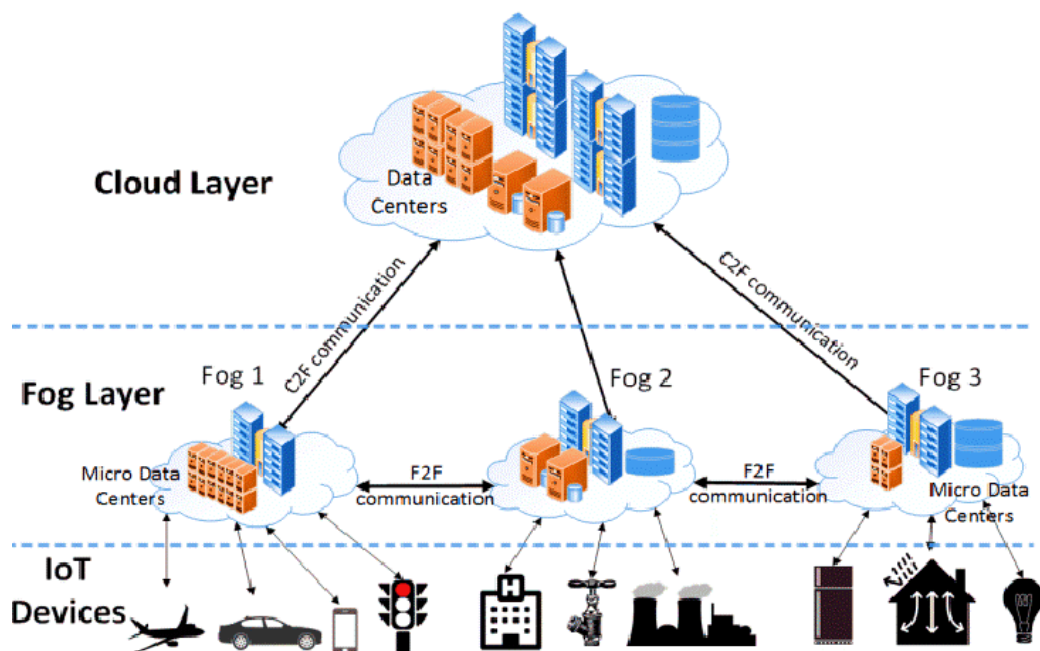 Cloud Layer
Data
Centers
C2F communication
C2F communication
Fog Layer
Fog 1
Fog 2
Fog 3
Micro Data
Centers
F2F
communication
F2F
communication
Micro Data
Centers
IoT
Devices
H